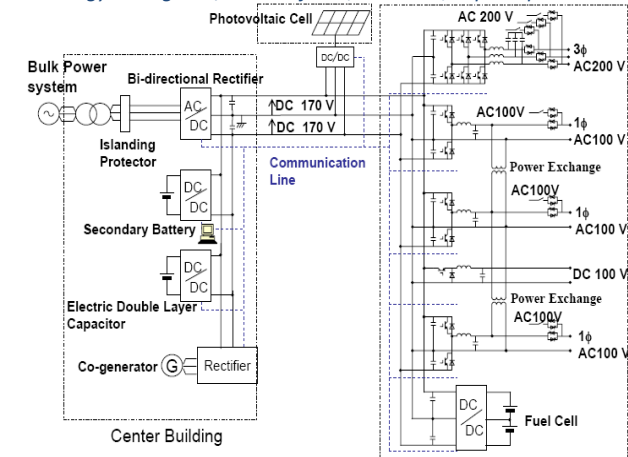 Photovoltaic Cell
DC/DC
Bulk Power
system
Bi-directional Rectifier
AC
DC
↑DC 170 V
↑DC 170 V
Islanding
Protector
Communication
Line
DC
DC
Secondary Battery
DC
DC
Electric Double Layer
Capacitor
Co-generator
G
Rectifier
Center Building
AC 200 V
3ϕ
AC200 V
AC100V
1ϕ
AC100 V
Power Exchange
AC100V
1ϕ
AC100 V
DC 100 V
Power Exchange
AC100V
1ϕ
AC100 V
DC
DC
Fuel Cell